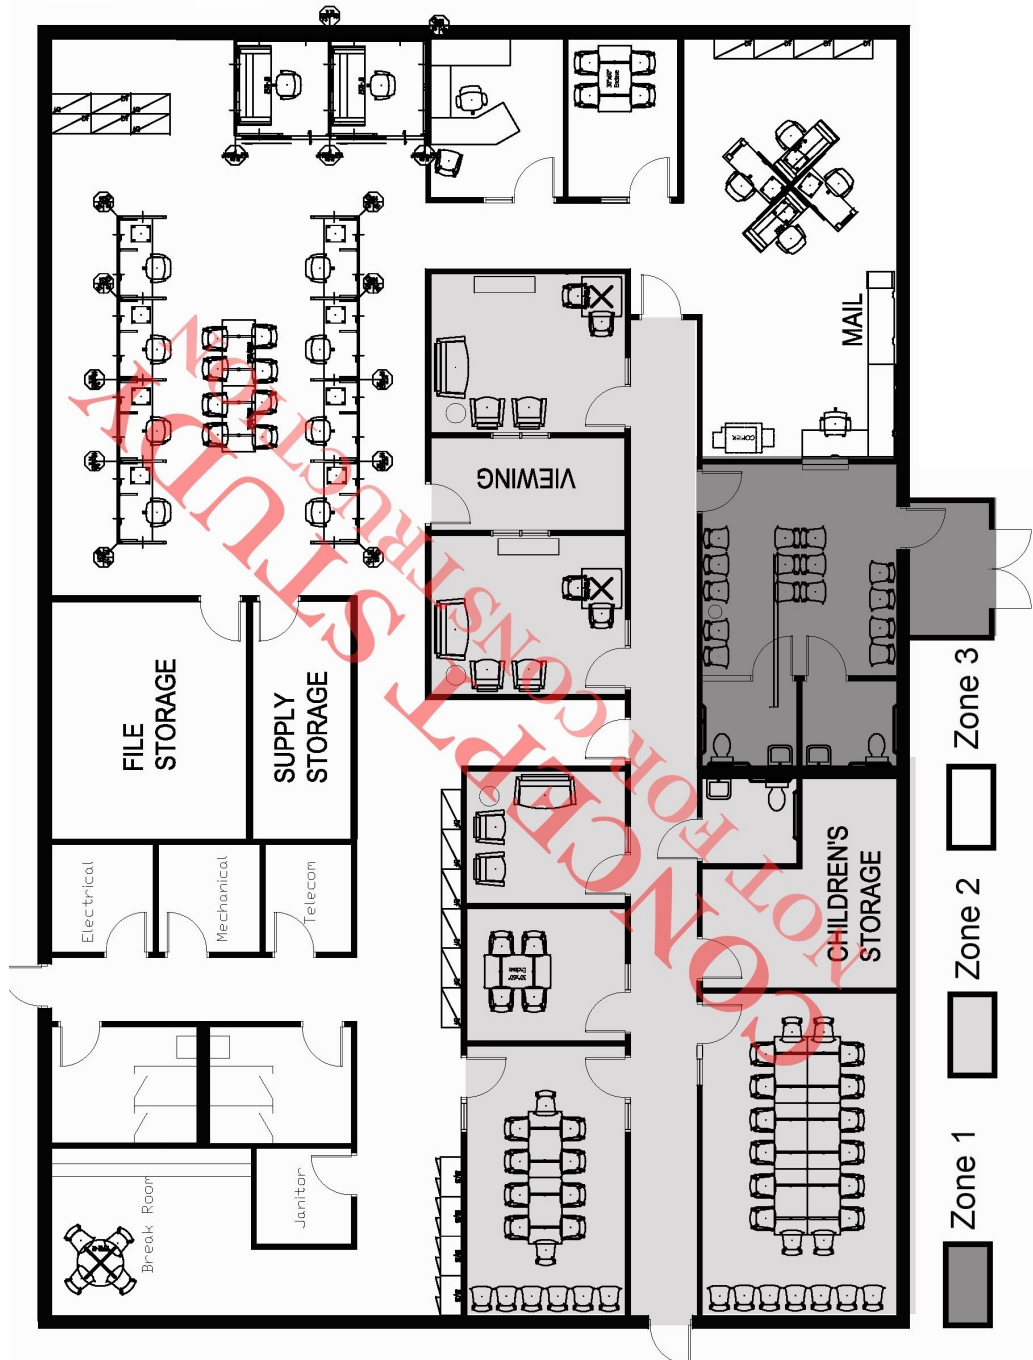 MAIL
VIEWING
FILE
STORAGE
SUPPLY
STORAGE
Electrical
Mechanical
Telecom
CHILDREN'S
STORAGE
Break Room
Janitor
COPIER
CONCEPT STUDY
NOT FOR CONSTRUCTION
Zone 1
Zone 2
Zone 3